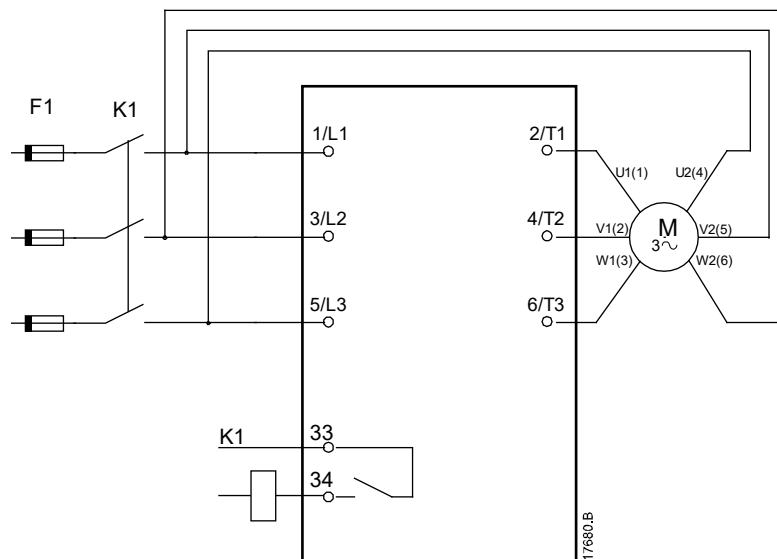 F1
K1
1/L1
2/T1
U1(1)
U2(4)
3/L2
4/T2
V1(2)
M
3~
V2(5)
W1(3)
W2(6)
5/L3
6/T3
K1
33
34
17680.B